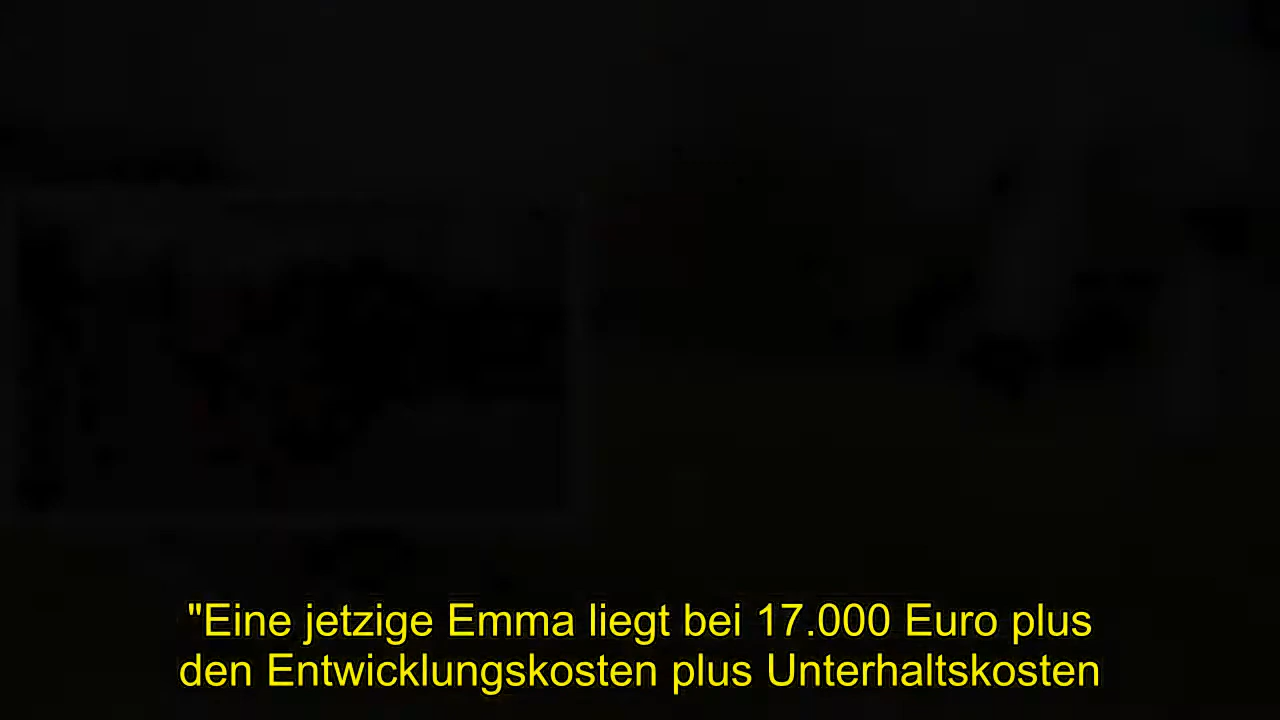 "Eine jetzige Emma liegt bei 17.000 Euro plus
den Entwicklungskosten plus Unterhaltskosten